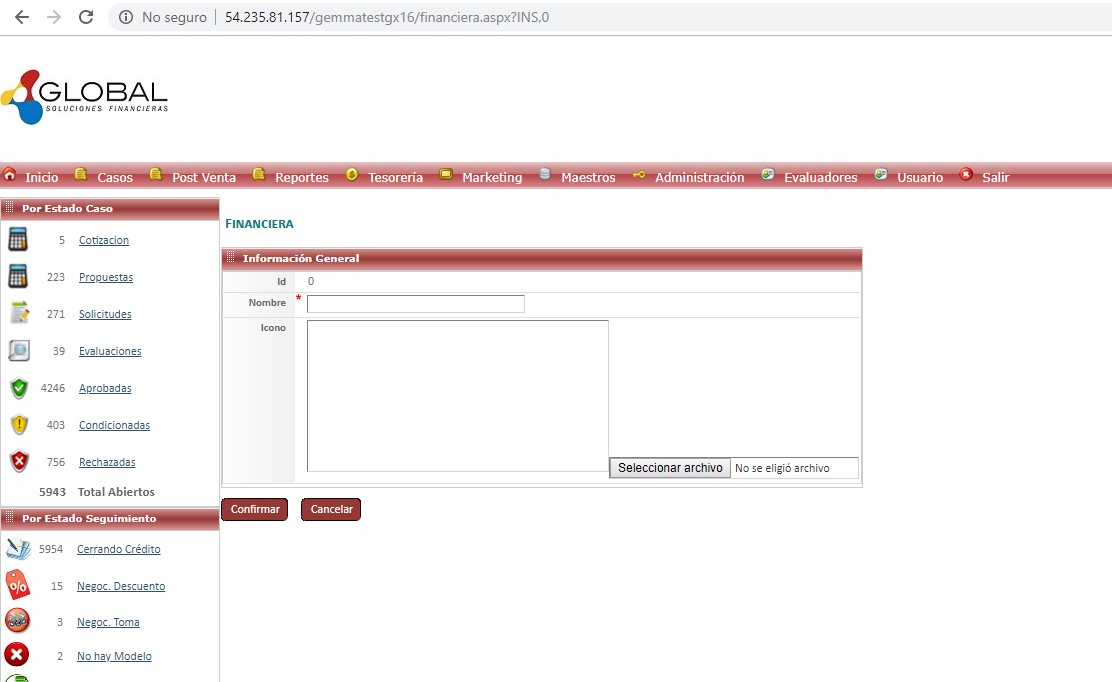 No seguro
54.235.81.157/gemmatestgx16/financiera.aspx?INS,0
GLOBAL
SOLUCIONES FINANCIERAS
Inicio Casos Post Venta Reportes Tesorería Marketing Maestros Administración Evaluadores Usuario Salir
Por Estado Caso
5 Cotizacion
223 Propuestas
271 Solicitudes
39 Evaluaciones
4246 Aprobadas
403 Condicionadas
756 Rechazadas
5943 Total Abiertos
Por Estado Seguimiento
5954 Cerrando Crédito
15 Negoc. Descuento
3 Negoc. Toma
2 No hay Modelo
FINANCIERA
Información General
Id 0
Nombre *
Icono
Seleccionar archivo No se eligió archivo
Confirmar Cancelar